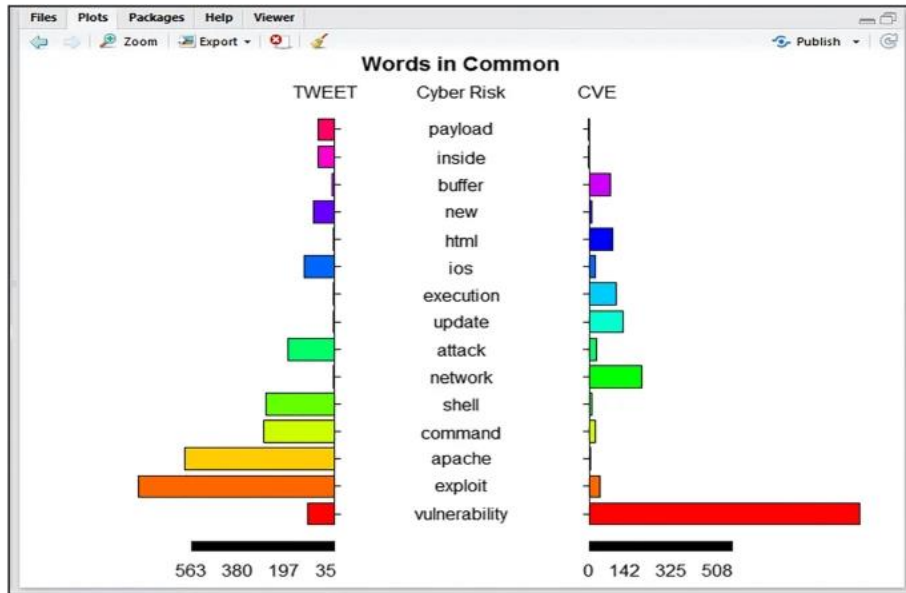 Files Plots Packages Help Viewer
Zoom Export Publish
Words in Common
TWEET Cyber Risk CVE
payload
inside
buffer
new
html
ios
execution
update
attack
network
shell
command
apache
exploit
vulnerability
563 380 197 35 0 142 325 508